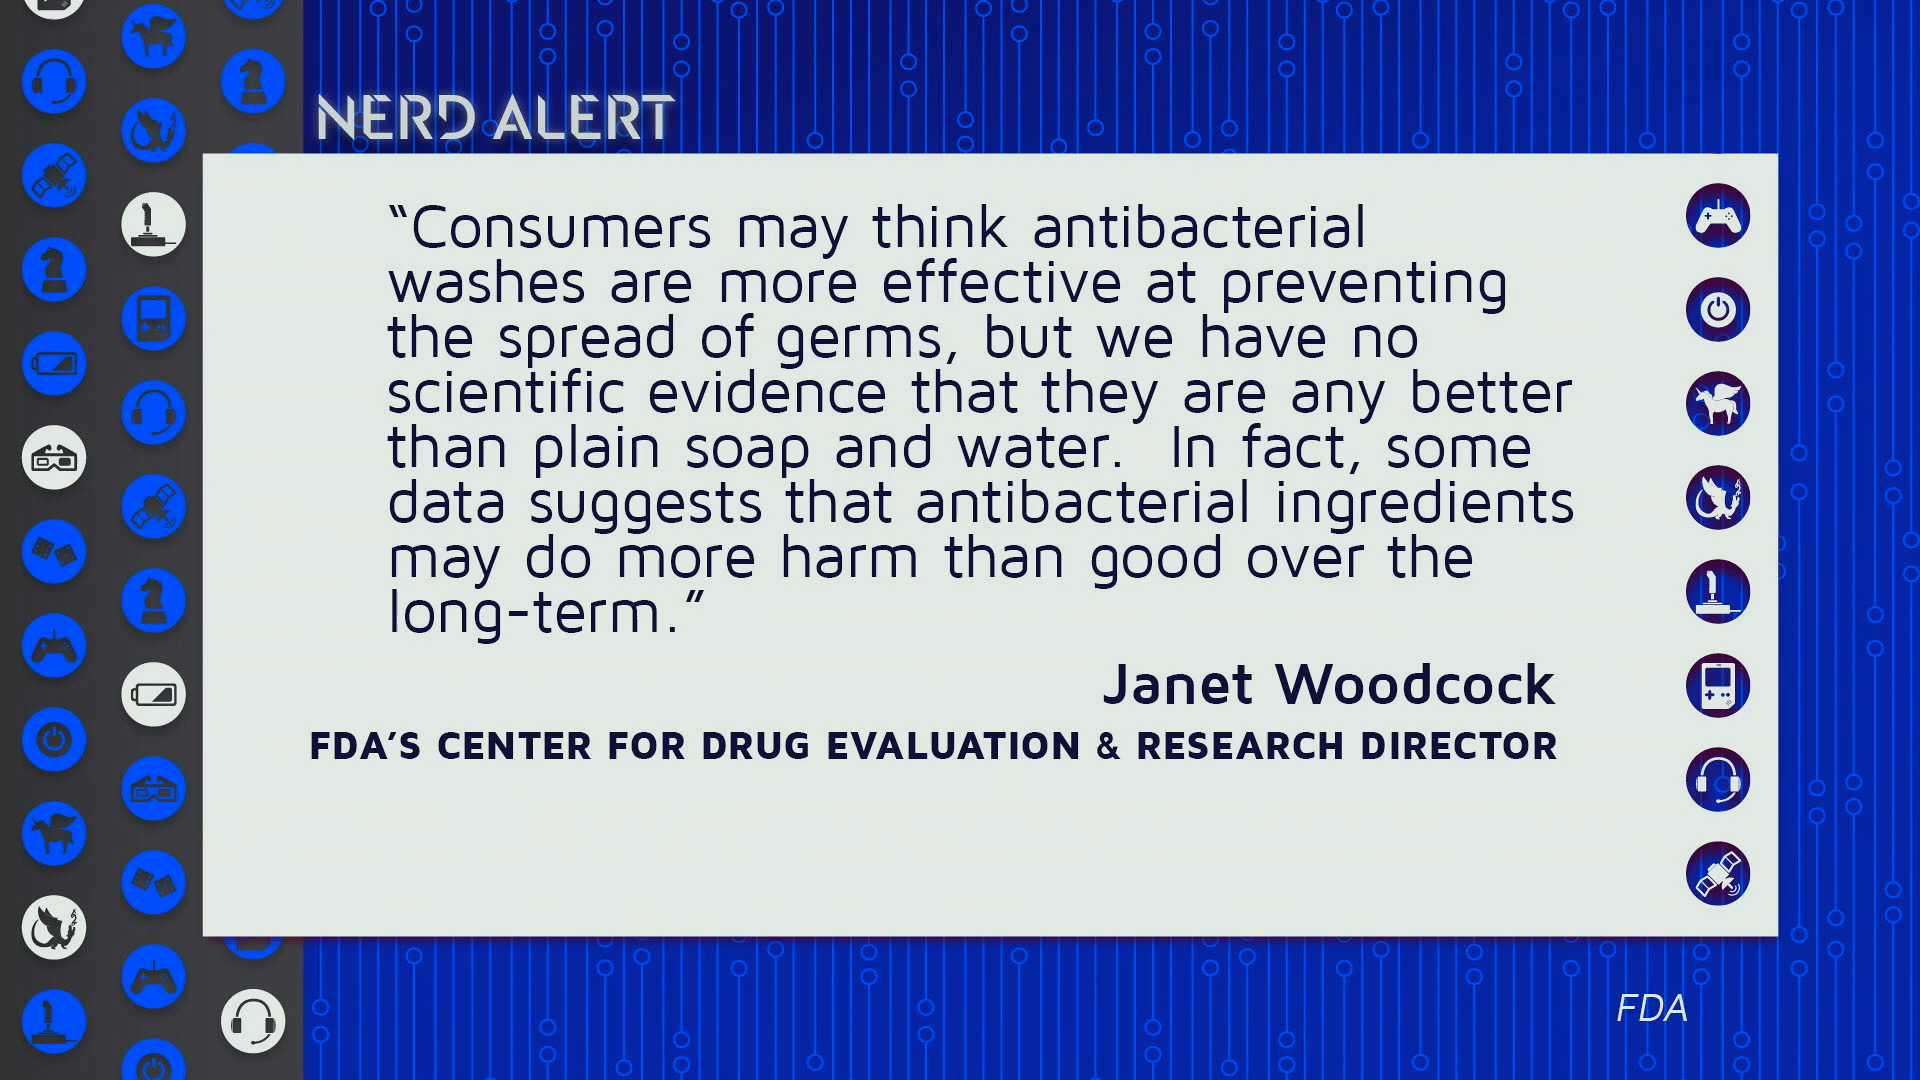 NERD ALERT
“Consumers may think antibacterial
washes are more effective at preventing
the spread of germs, but we have no
scientific evidence that they are any better
than plain soap and water.  In fact, some
data suggests that antibacterial ingredients
may do more harm than good over the
long-term.”
Janet Woodcock
FDA’S CENTER FOR DRUG EVALUATION & RESEARCH DIRECTOR
FDA